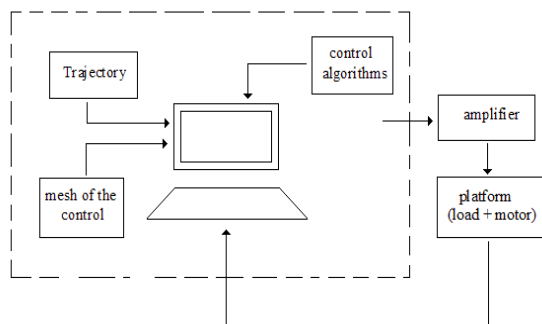 Trajectory
control
algorithms
amplifier
mesh of the
control
platform
(load + motor)